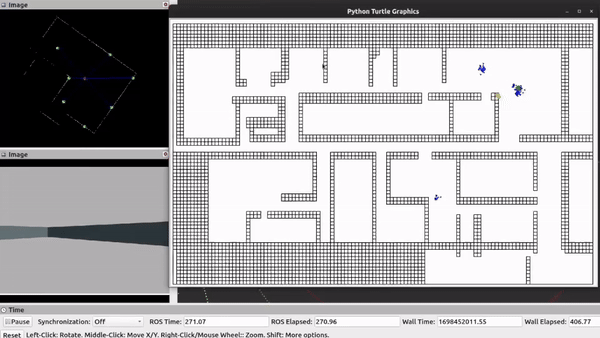 Image
Python Turtle Graphics
Image
Time
Pause Synchronization: Off ROS Time: 271.07 ROS Elapsed: 270.96 Wall Time: 1698452011.55 Wall Elapsed: 406.77
Reset Left-Click: Rotate. Middle-Click: Move X/Y. Right-Click/Mouse Wheel:: Zoom. Shift: More options.